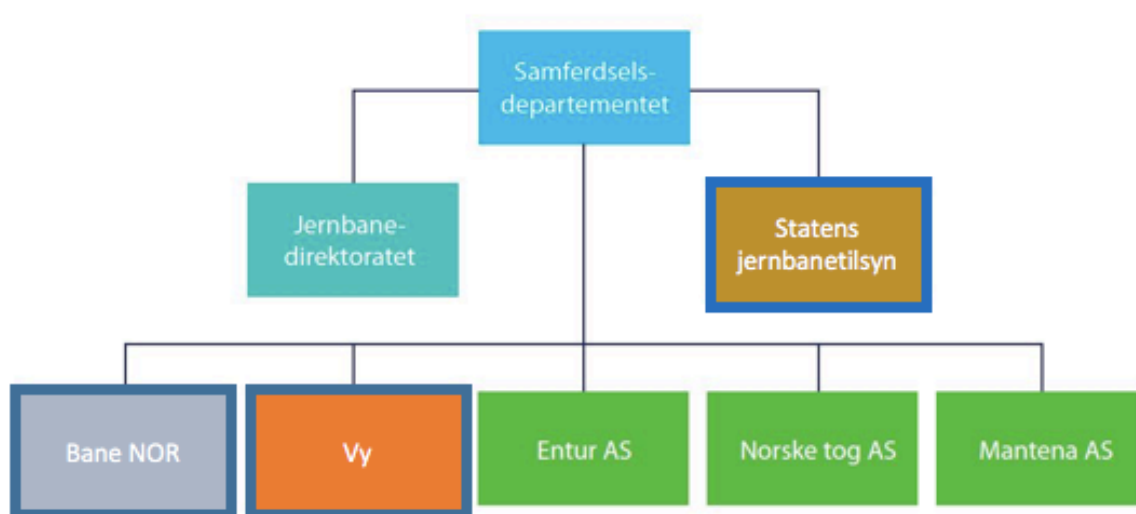 Samferdsels-
departementet
Jernbane-
direktoratet
Statens
jernbanetilsyn
Bane NOR
Vy
Entur AS
Norske tog AS
Mantena AS